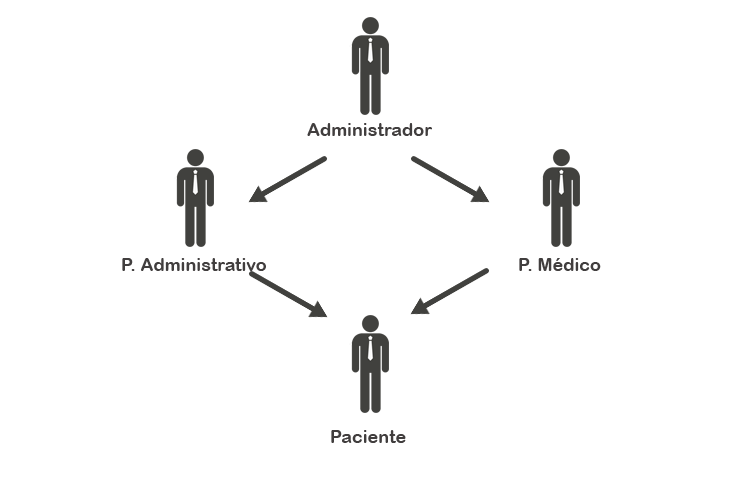 Administrador
P. Administrativo
P. Médico
Paciente